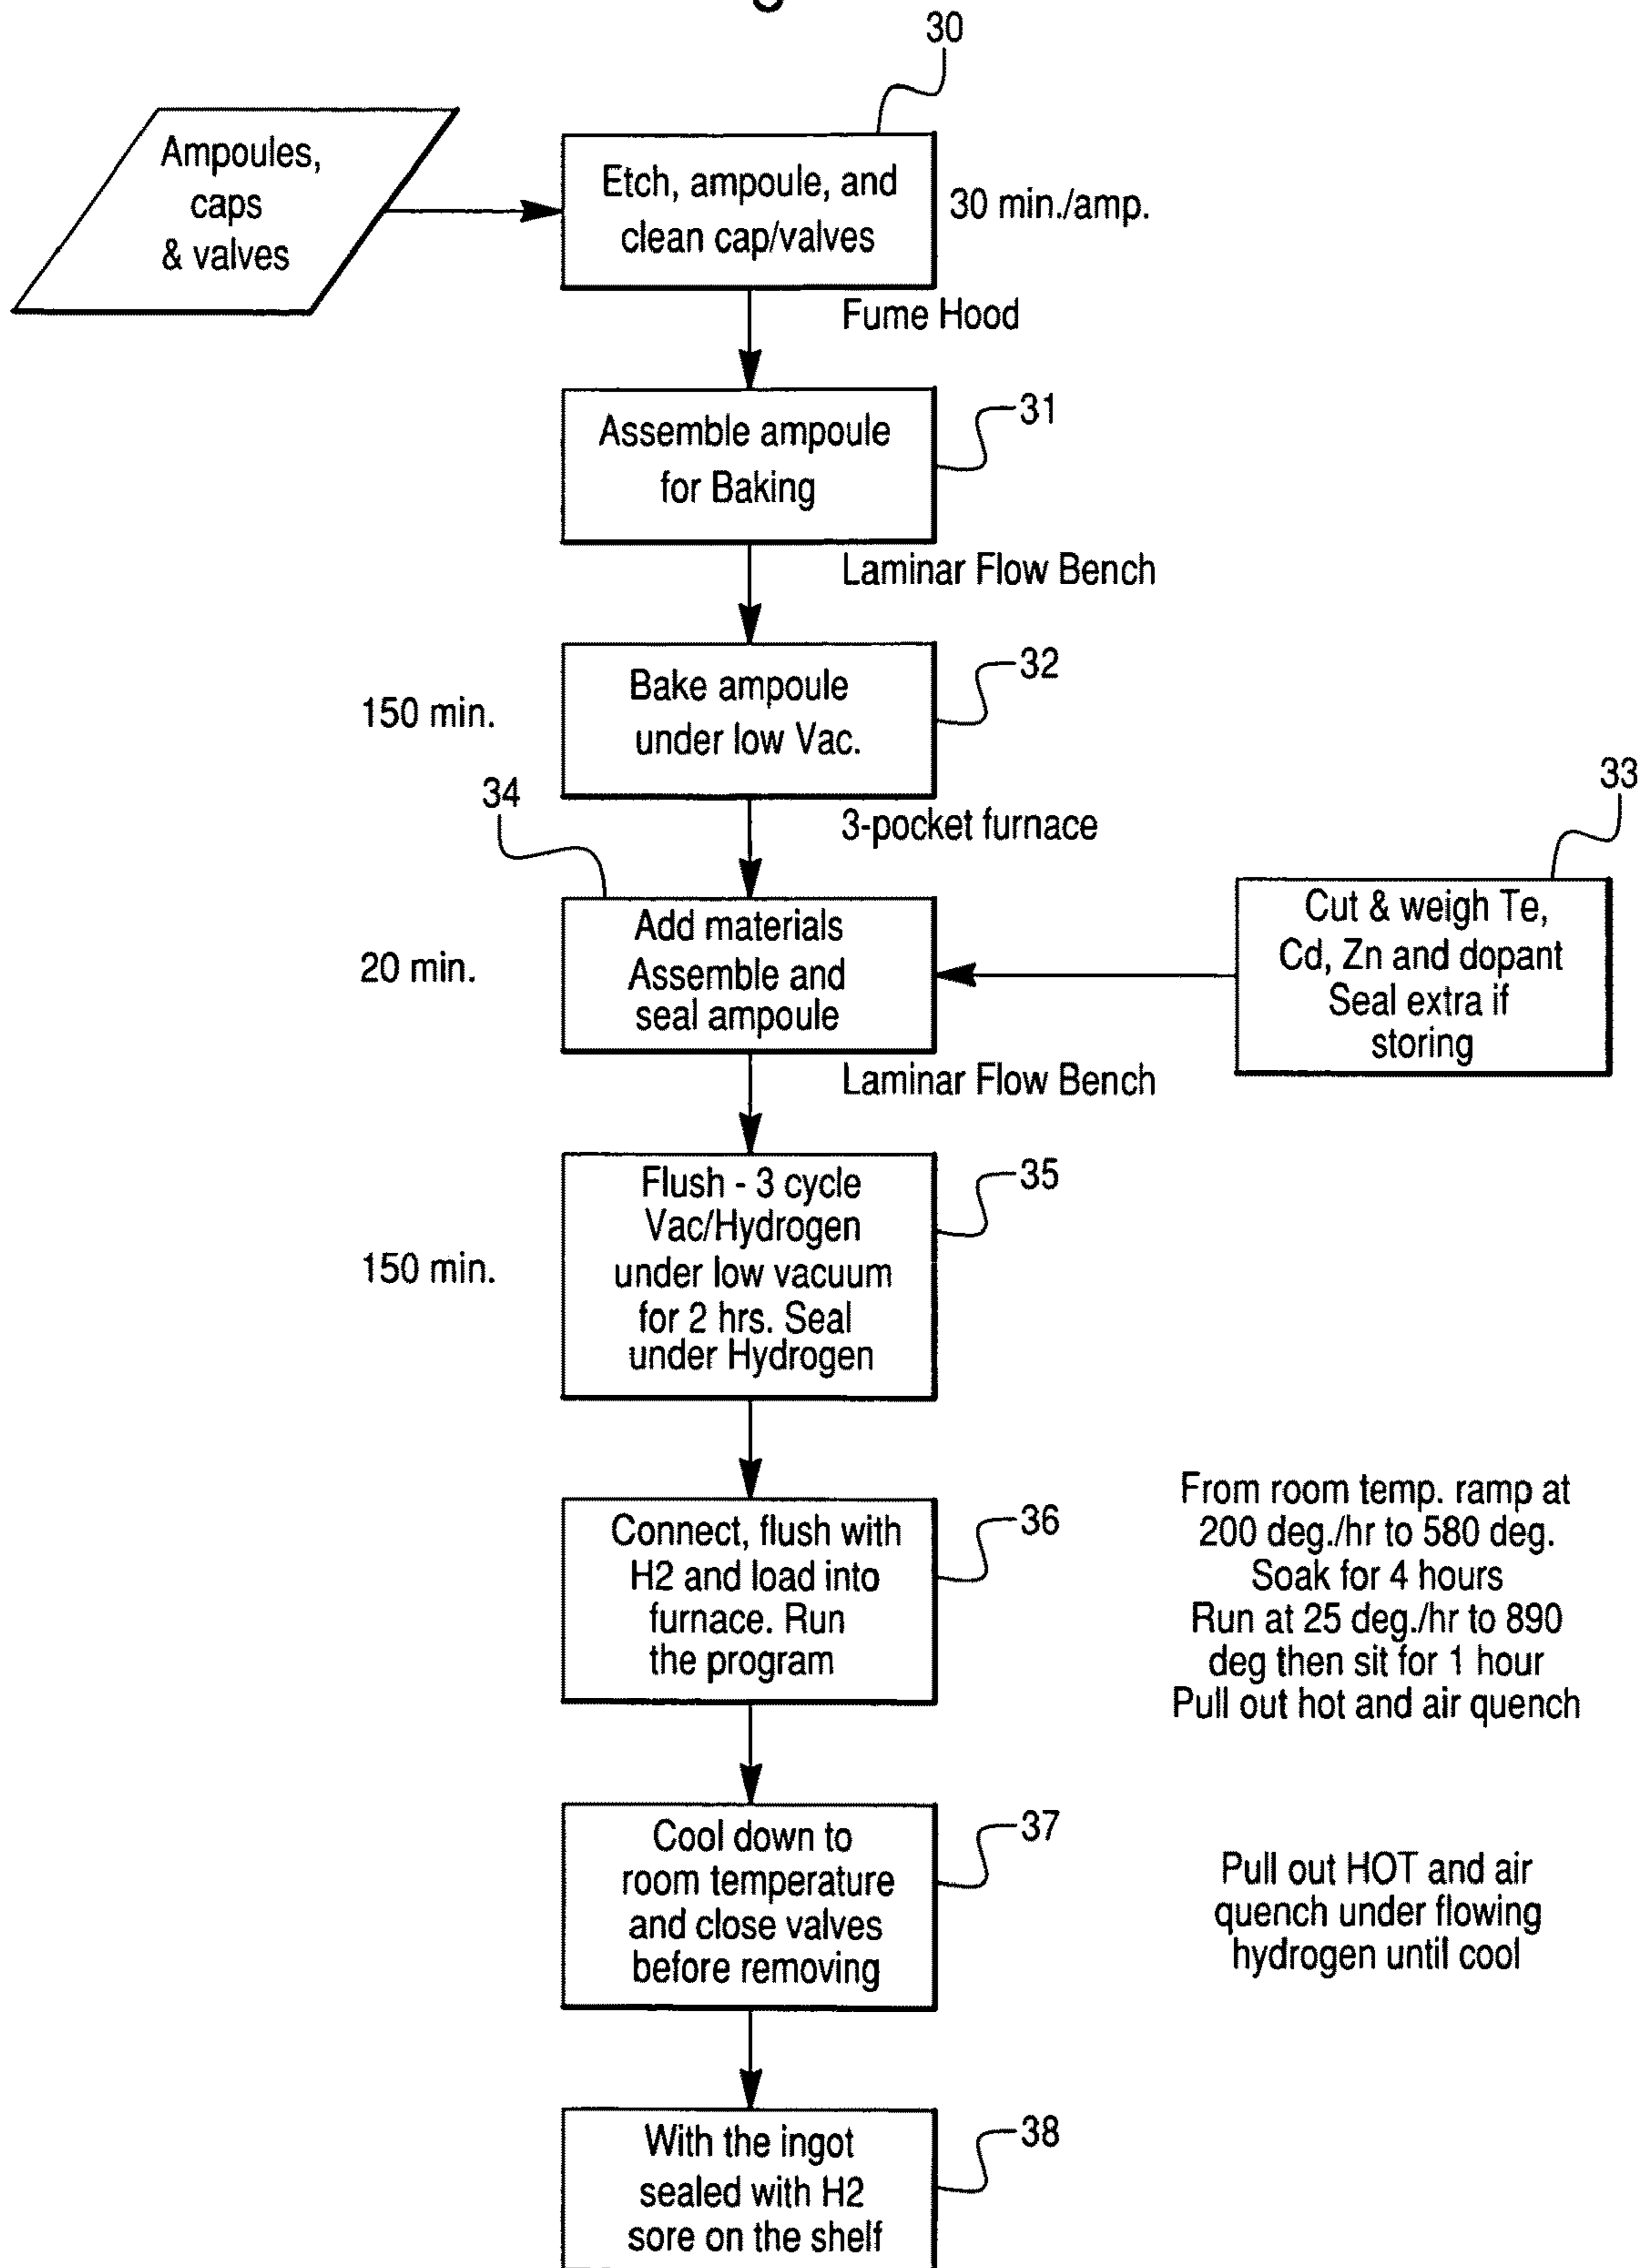 30
Ampoules,
caps
& valves
Etch, ampoule, and
clean cap/valves
30 min./amp.
Fume Hood
31
Assemble ampoule
for Baking
Laminar Flow Bench
32
Bake ampoule
under low Vac.
150 min.
3-pocket furnace
33
34
Cut & weigh Te,
Cd, Zn and dopant
Seal extra if
storing
Add materials
Assemble and
seal ampoule
20 min.
Laminar Flow Bench
35
Flush - 3 cycle
Vac/Hydrogen
under low vacuum
for 2 hrs. Seal
under Hydrogen
150 min.
36
Connect, flush with
H2 and load into
furnace. Run
the program
From room temp. ramp at
200 deg./hr to 580 deg.
Soak for 4 hours
Run at 25 deg./hr to 890
deg then sit for 1 hour
Pull out hot and air quench
37
Cool down to
room temperature
and close valves
before removing
Pull out HOT and air
quench under flowing
hydrogen until cool
38
With the ingot
sealed with H2
sore on the shelf